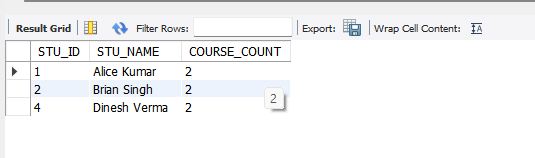 Result Grid Filter Rows: Export: Wrap Cell Content: IA
STU_ID STU_NAME COURSE_COUNT
1 Alice Kumar 2
2 Brian Singh 2
2
4 Dinesh Verma 2